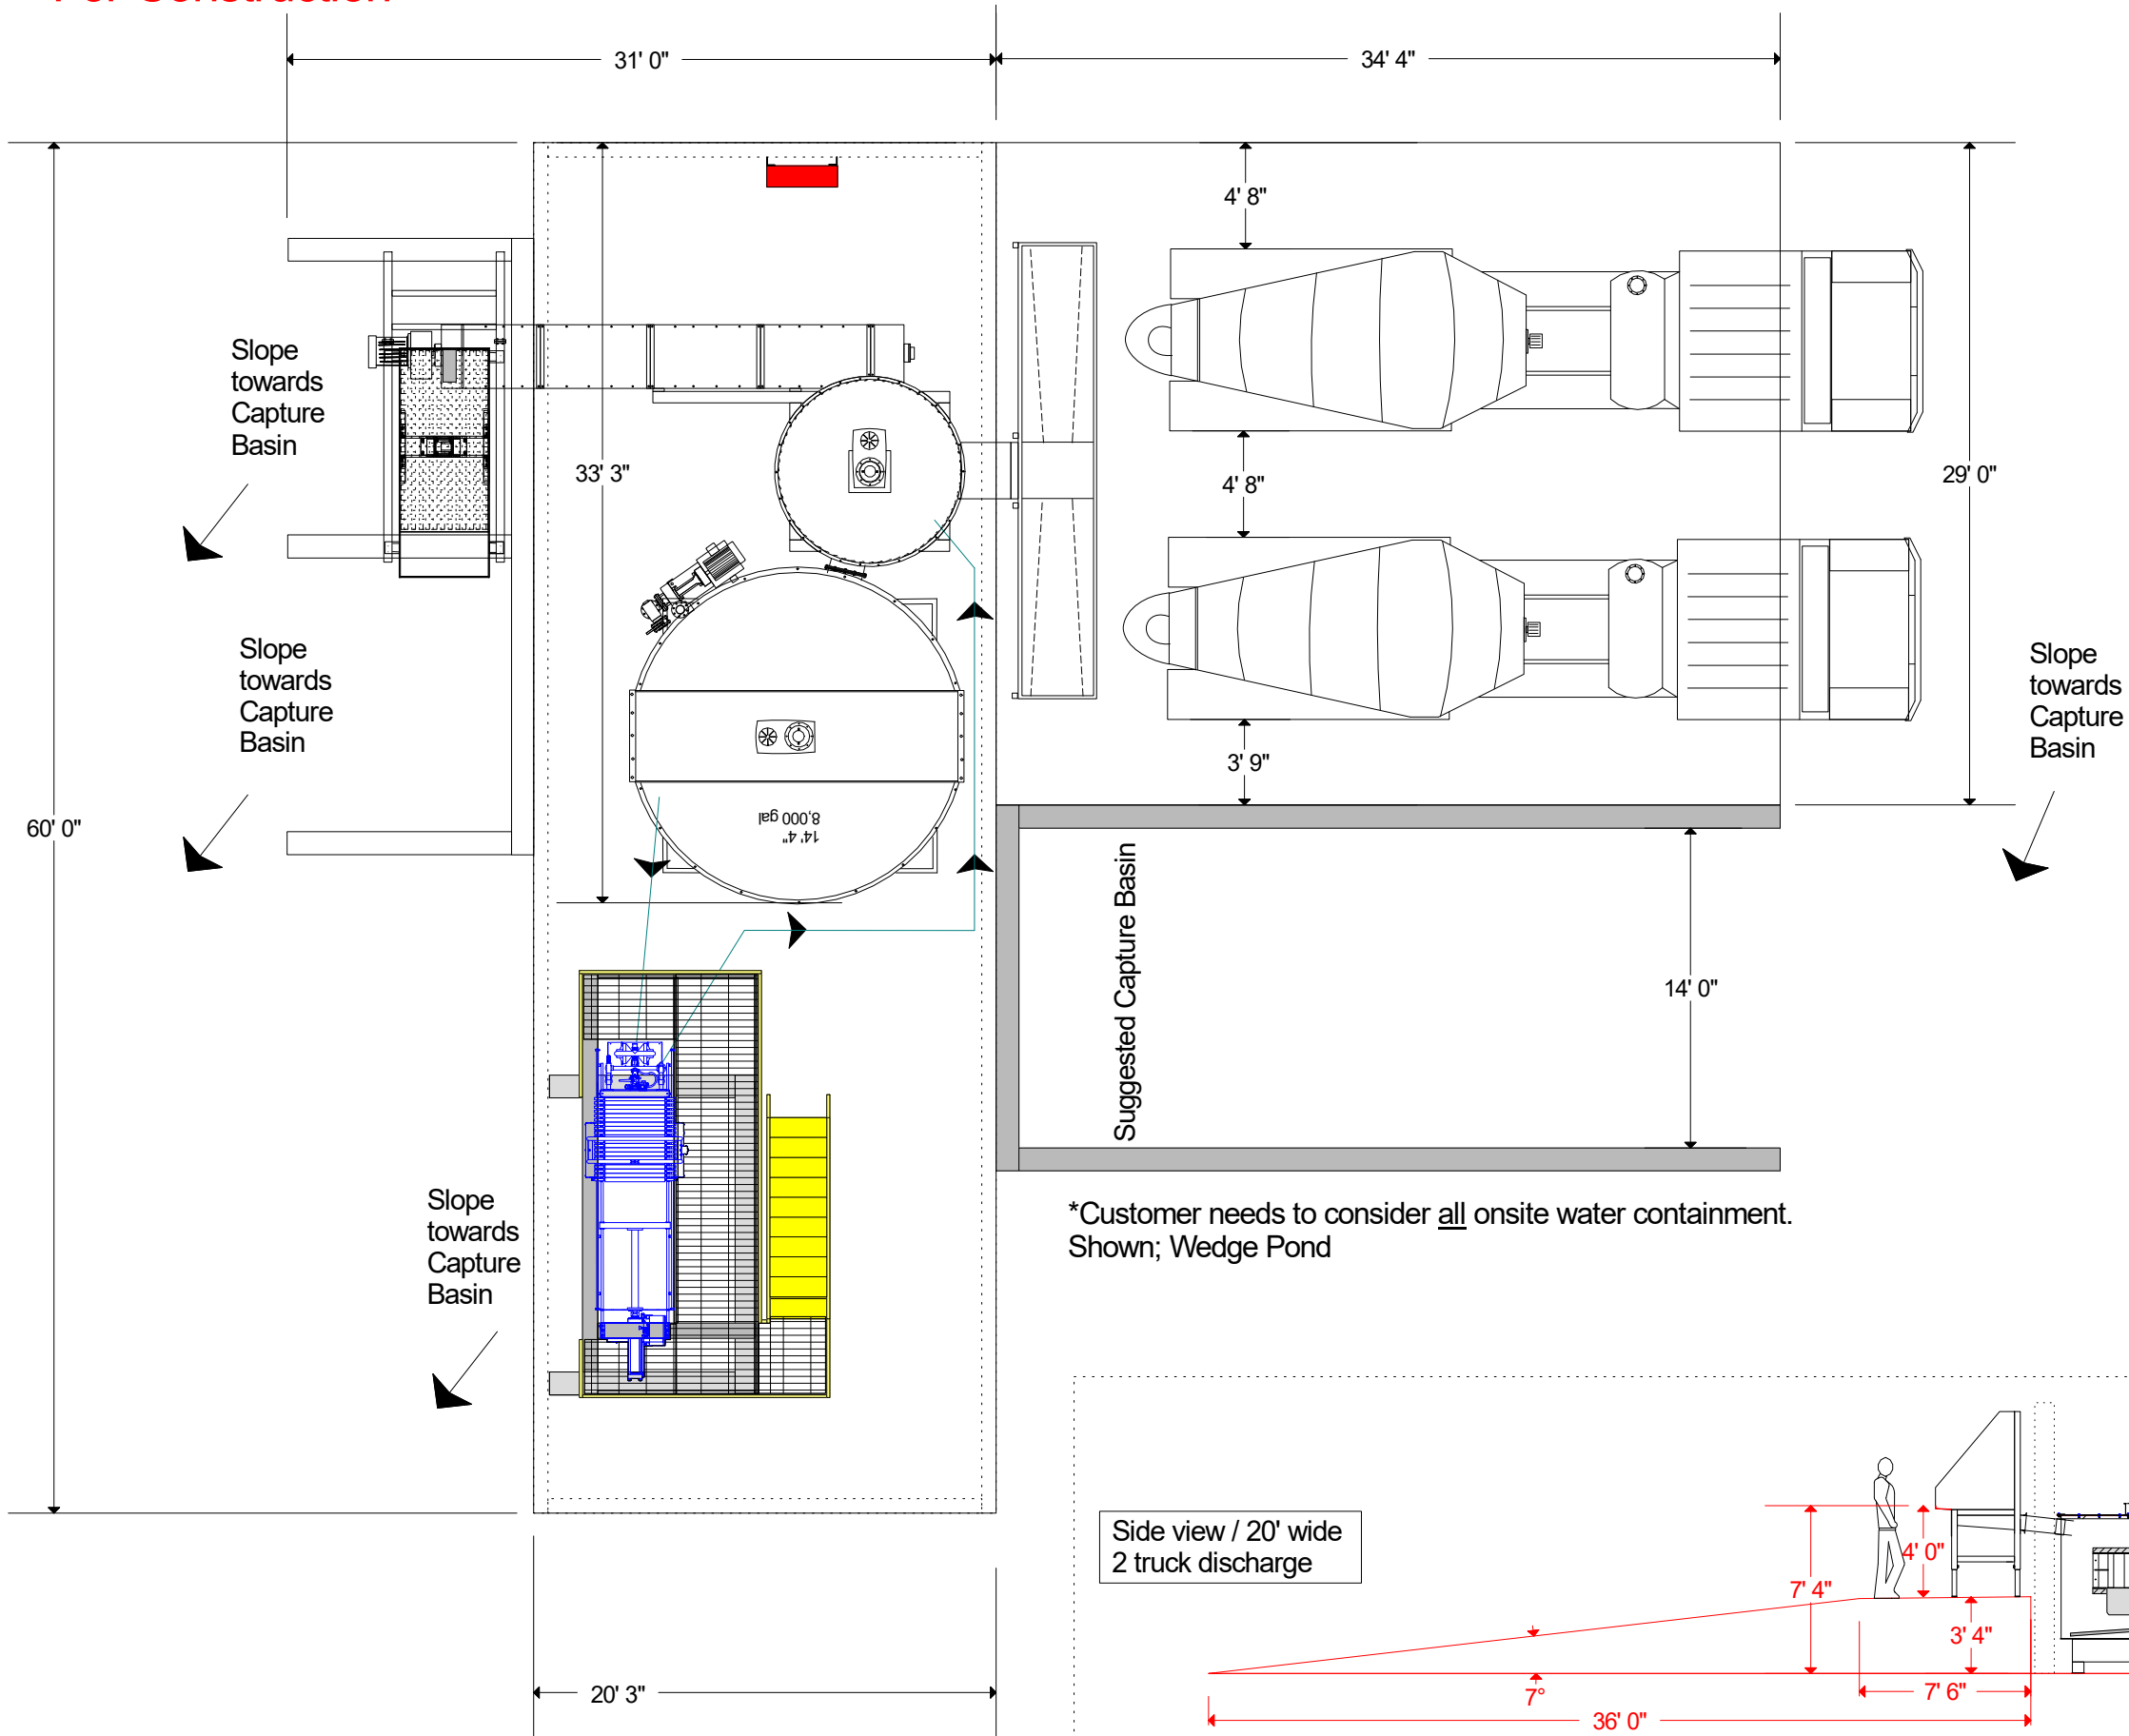 For Construction
31' 0"
34' 4"
4' 8"
Slope
towards
Capture
Basin
33' 3"
4' 8"
29' 0"
Slope
towards
Capture
Basin
Slope
towards
Capture
Basin
3' 9"
60' 0"
14' 4"
8,000 gal
Suggested Capture Basin
14' 0"
Slope
towards
Capture
Basin
*Customer needs to consider all onsite water containment.
Shown; Wedge Pond
Side view / 20' wide
2 truck discharge
4' 0"
7' 4"
3' 4"
7°
7' 6"
20' 3"
36' 0"